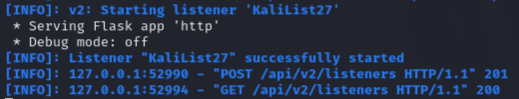 [INFO]: v2: Starting listener 'KaliList27'
* Serving Flask app 'http'
* Debug mode: off
[INFO]: Listener "KaliList27" successfully started
[INFO]: 127.0.0.1:52990 - "POST /api/v2/listeners HTTP/1.1" 201
[INFO]: 127.0.0.1:52994 - "GET /api/v2/listeners HTTP/1.1" 200